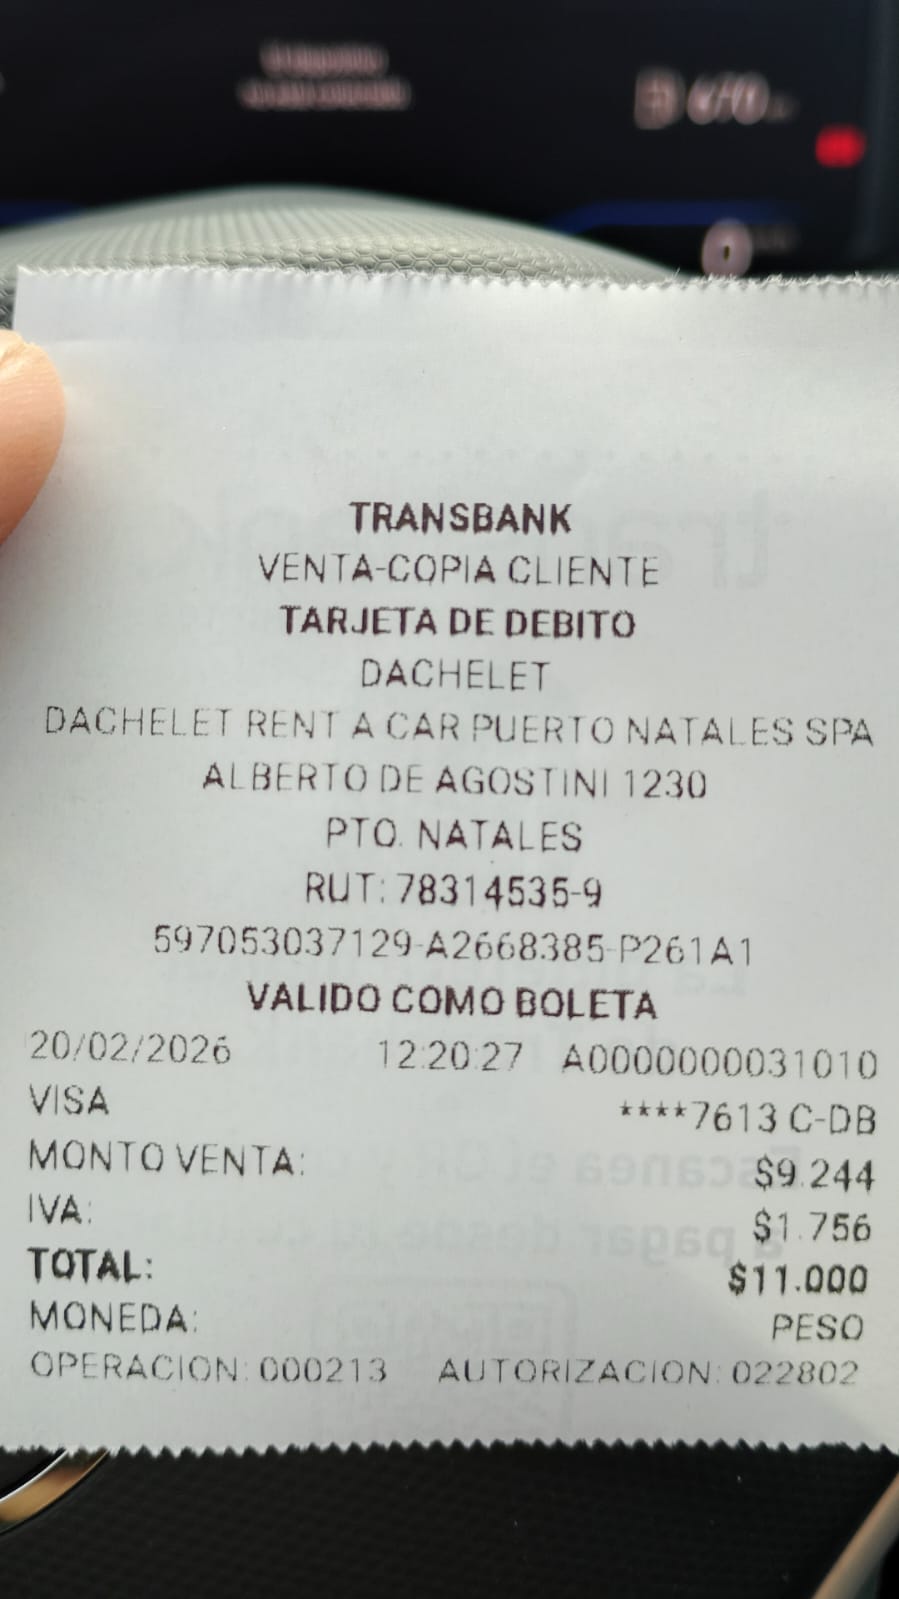 TRANSBANK
VENTA-COPIA CLIENTE
TARJETA DE DEBITO
DACHELET
DACHELET RENT A CAR PUERTO NATALES SPA
ALBERTO DE AGOSTINI 1230
PTO. NATALES
RUT: 78314535-9
597053037129-A2668385-P261A1
VALIDO COMO BOLETA
20/02/2026 12:20:27 A0000000031010
VISA ****7613 C-DB
MONTO VENTA: $9.244
IVA: $1.756
TOTAL: $11.000
MONEDA: PESO
OPERACION: 000213 AUTORIZACION: 022802